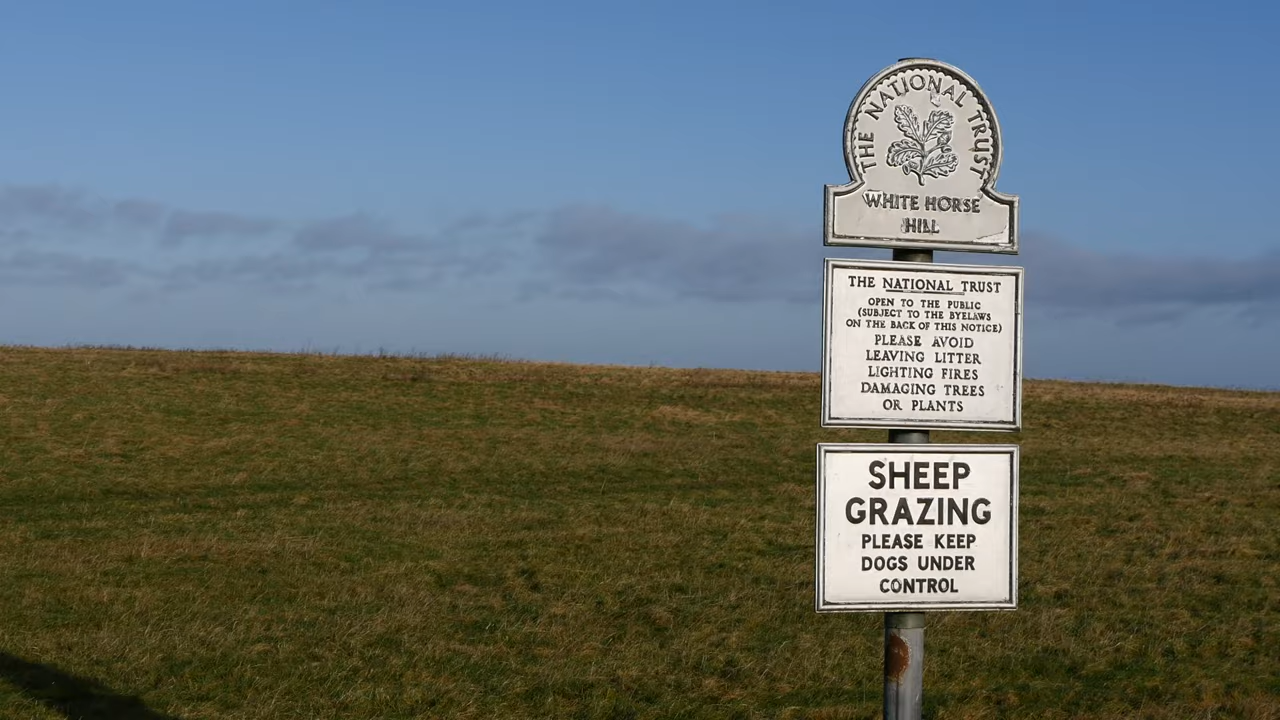 THE NATIONAL TRUST
WHITE HORSE
HILL
THE NATIONAL TRUST
OPEN TO THE PUBLIC
(SUBJECT TO THE BYELAWS
ON THE BACK OF THIS NOTICE)
PLEASE AVOID
LEAVING LITTER
LIGHTING FIRES
DAMAGING TREES
OR PLANTS
SHEEP
GRAZING
PLEASE KEEP
DOGS UNDER
CONTROL